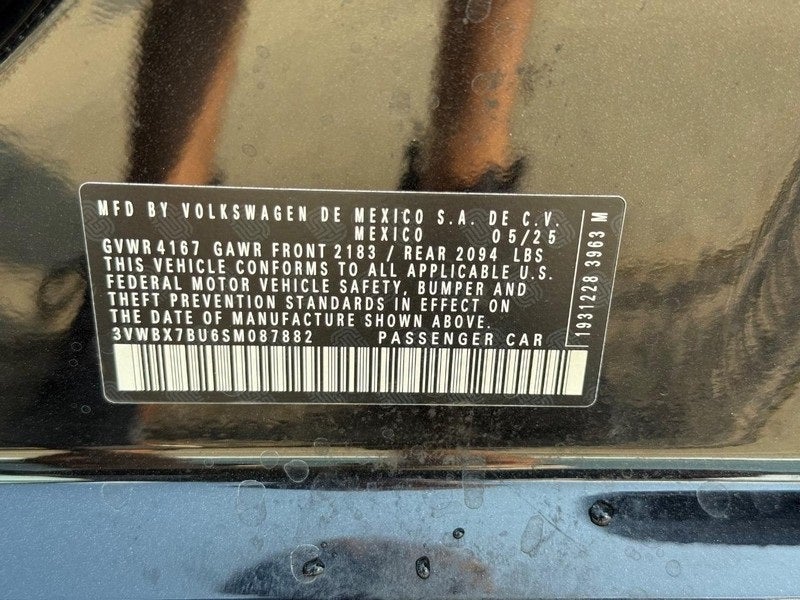 MFD BY VOLKSWAGEN DE MEXICO S.A. DE C.V.
MEXICO 05/25
GVWR 4167 GAWR FRONT 2183 / REAR 2094 LBS
THIS VEHICLE CONFORMS TO ALL APPLICABLE U.S.
FEDERAL MOTOR VEHICLE SAFETY, BUMPER AND
THEFT PREVENTION STANDARDS IN EFFECT ON
THE DATE OF MANUFACTURE SHOWN ABOVE.
3VWBX7BU6SM087882 PASSENGER CAR
1931228 3963 M